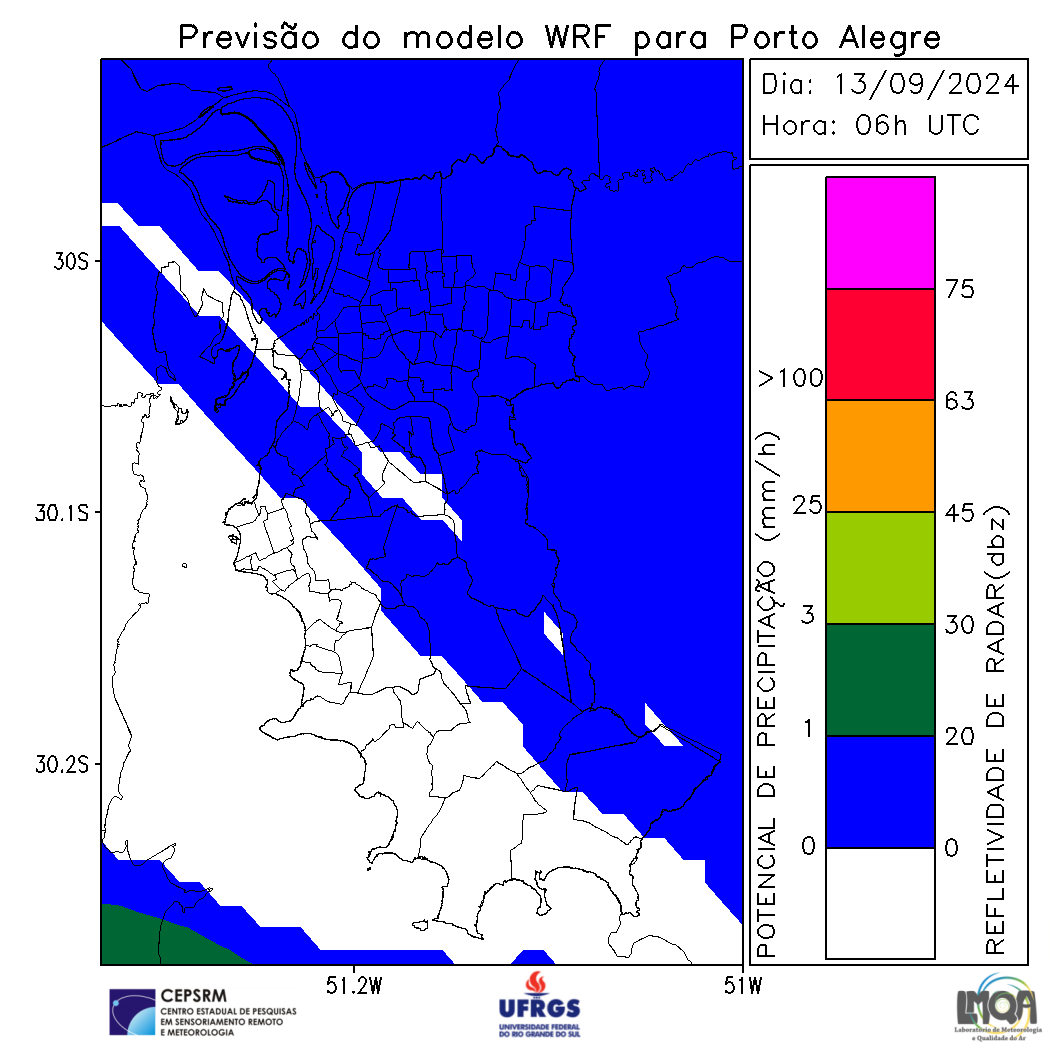 Previsão do modelo WRF para Porto Alegre
Dia: 13/09/2024
Hora: 06h UTC
30S
30.1S
30.2S
51.2W
51W
POTENCIAL DE PRECIPITAÇÃO (mm/h)
>100
25
3
1
0
75
63
45
30
20
0
REFLETIVIDADE DE RADAR(dbz)
CEPSRM
CENTRO ESTADUAL DE PESQUISAS
EM SENSORIAMENTO REMOTO
E METEOROLOGIA
UFRGS
UNIVERSIDADE FEDERAL
DO RIO GRANDE DO SUL
LMQA
Laboratório de Meteorologia
e Qualidade do Ar